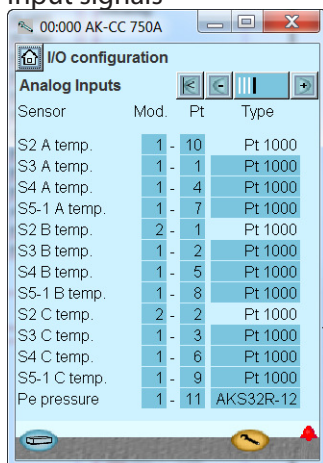 input signals
00:000 AK-CC 750A
I/O configuration
Analog Inputs
Sensor Mod. Pt Type
S2 A temp. 1 - 10 Pt 1000
S3 A temp. 1 - 1 Pt 1000
S4 A temp. 1 - 4 Pt 1000
S5-1 A temp. 1 - 7 Pt 1000
S2 B temp. 2 - 1 Pt 1000
S3 B temp. 1 - 2 Pt 1000
S4 B temp. 1 - 5 Pt 1000
S5-1 B temp. 1 - 8 Pt 1000
S2 C temp. 2 - 2 Pt 1000
S3 C temp. 1 - 3 Pt 1000
S4 C temp. 1 - 6 Pt 1000
S5-1 C temp. 1 - 9 Pt 1000
Pe pressure 1 - 11 AKS32R-12